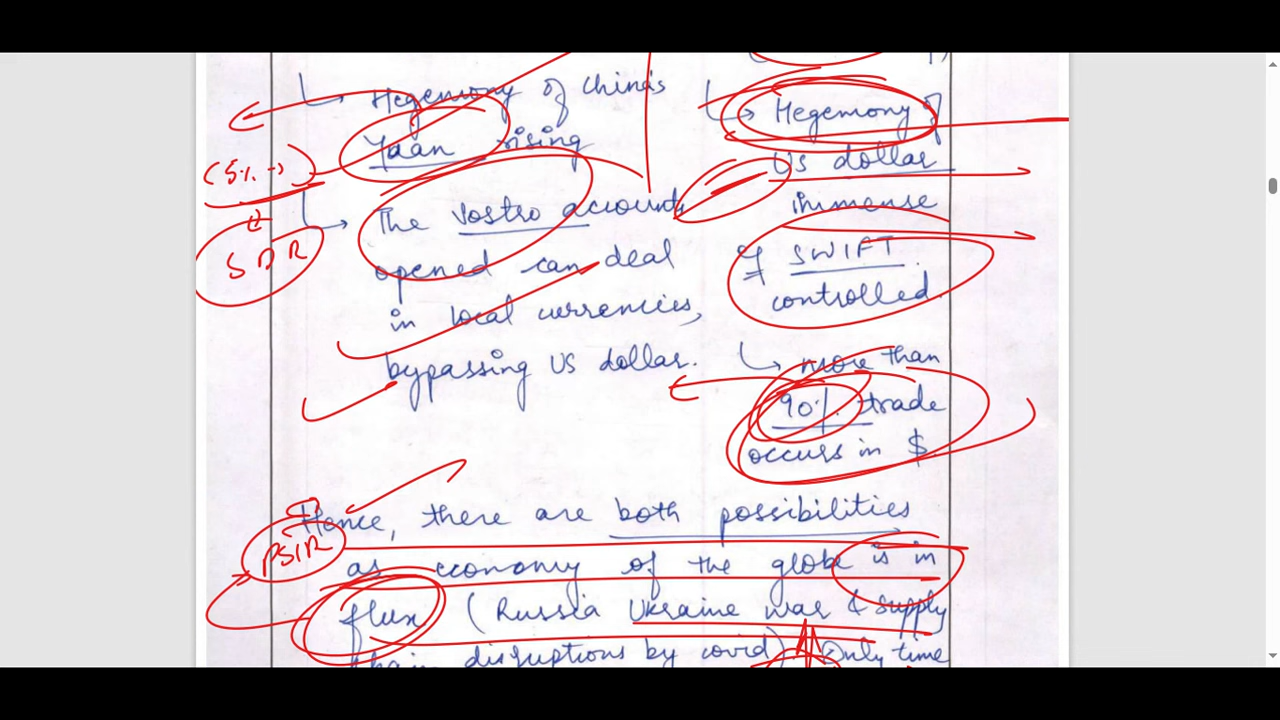 ↳ Hegemony of China's
Yuan rising
↳ The Vostro accounts
opened can deal
in local currencies,
bypassing US dollar.
(5% →)
SDR
↳ Hegemony of
US dollar
immense
If SWIFT
controlled.
↳ more than
90% trade
occurs in $
Hence, there are both possibilities
PSIR
as economy of the globe is in
flux (Russia Ukraine war & supply
chain disruptions by covid). Only time